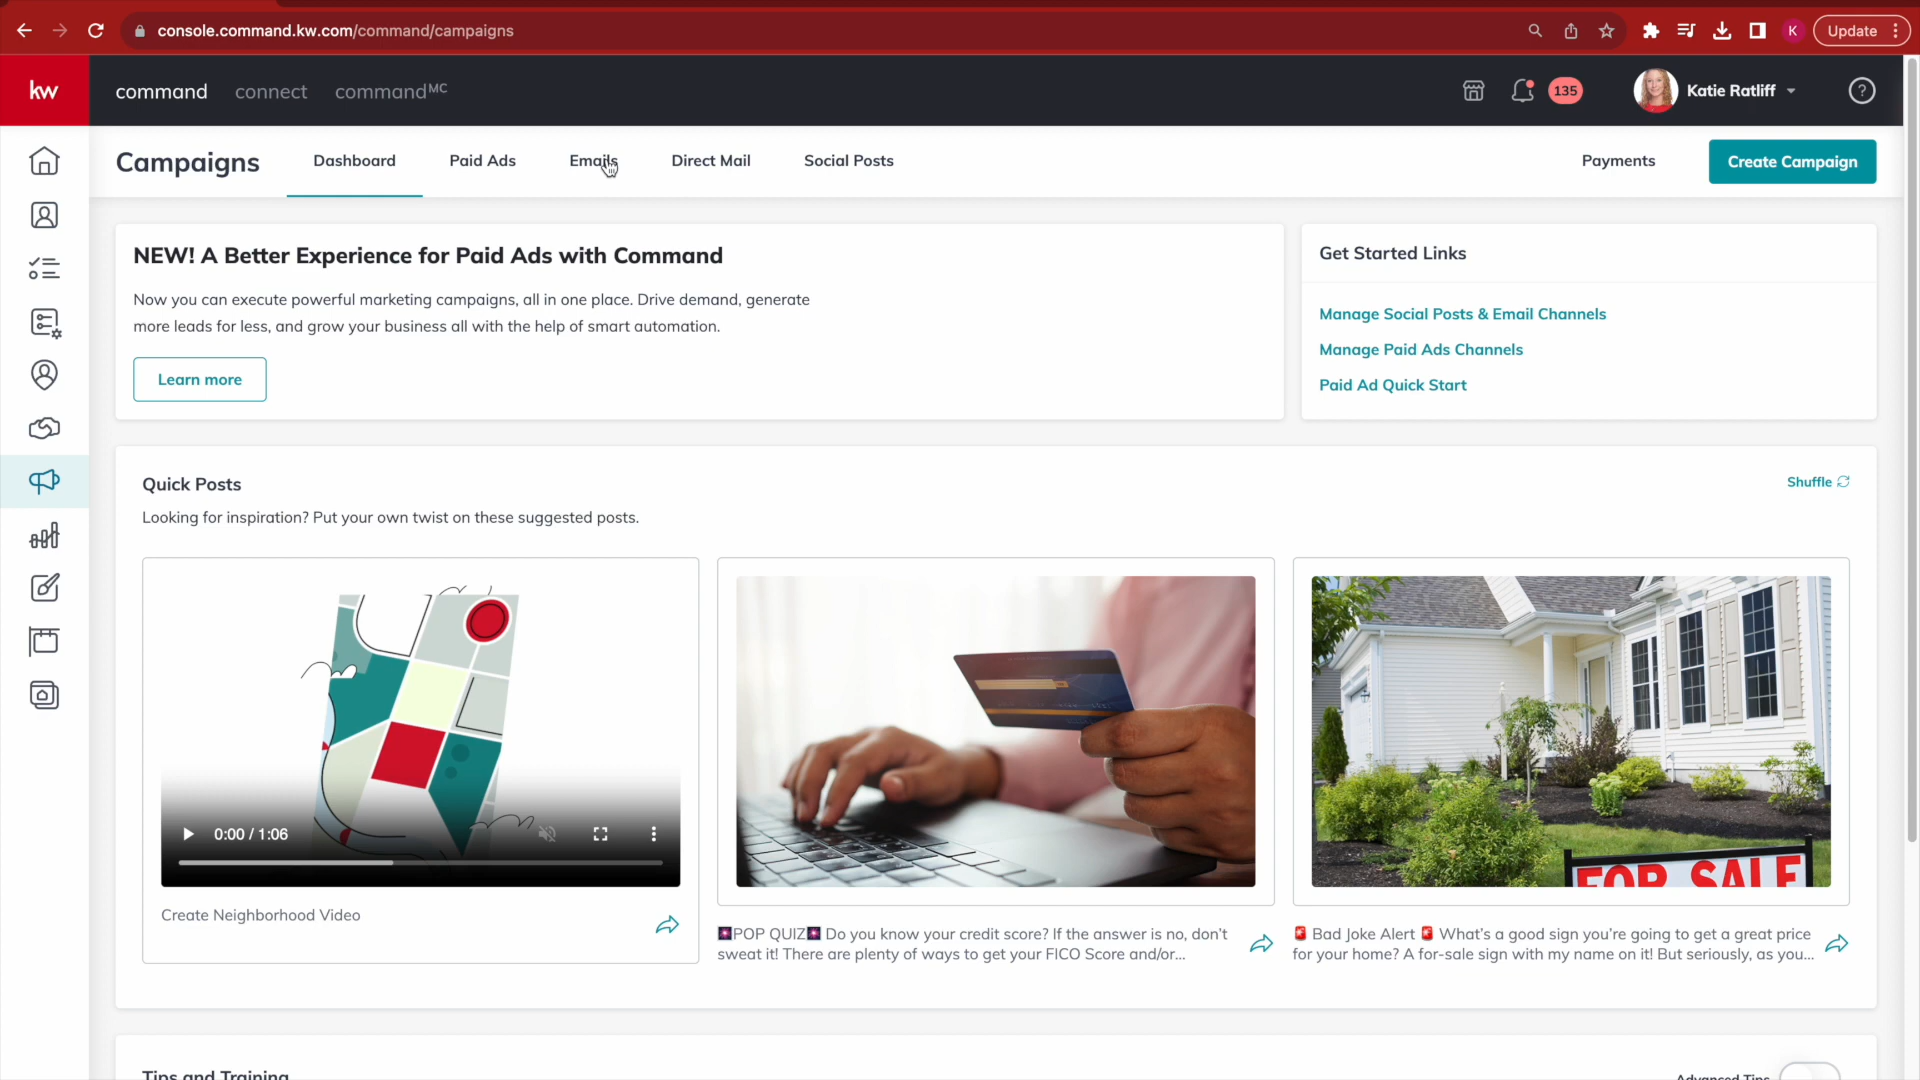 console.command.kw.com/command/campaigns
K
Update
kw
command
connect
commandMC
135
Katie Ratliff
?
Campaigns
Dashboard
Paid Ads
Emails
Direct Mail
Social Posts
Payments
Create Campaign
NEW! A Better Experience for Paid Ads with Command
Now you can execute powerful marketing campaigns, all in one place. Drive demand, generate
more leads for less, and grow your business all with the help of smart automation.
Learn more
Get Started Links
Manage Social Posts & Email Channels
Manage Paid Ads Channels
Paid Ad Quick Start
Quick Posts
Shuffle
Looking for inspiration? Put your own twist on these suggested posts.
0:00 / 1:06
FOR SALE
Create Neighborhood Video
🎆POP QUIZ🎆 Do you know your credit score? If the answer is no, don't
sweat it! There are plenty of ways to get your FICO Score and/or...
🚨 Bad Joke Alert 🚨 What's a good sign you're going to get a great price
for your home? A for-sale sign with my name on it! But seriously, as you...
Tips and Training
Advanced Tips